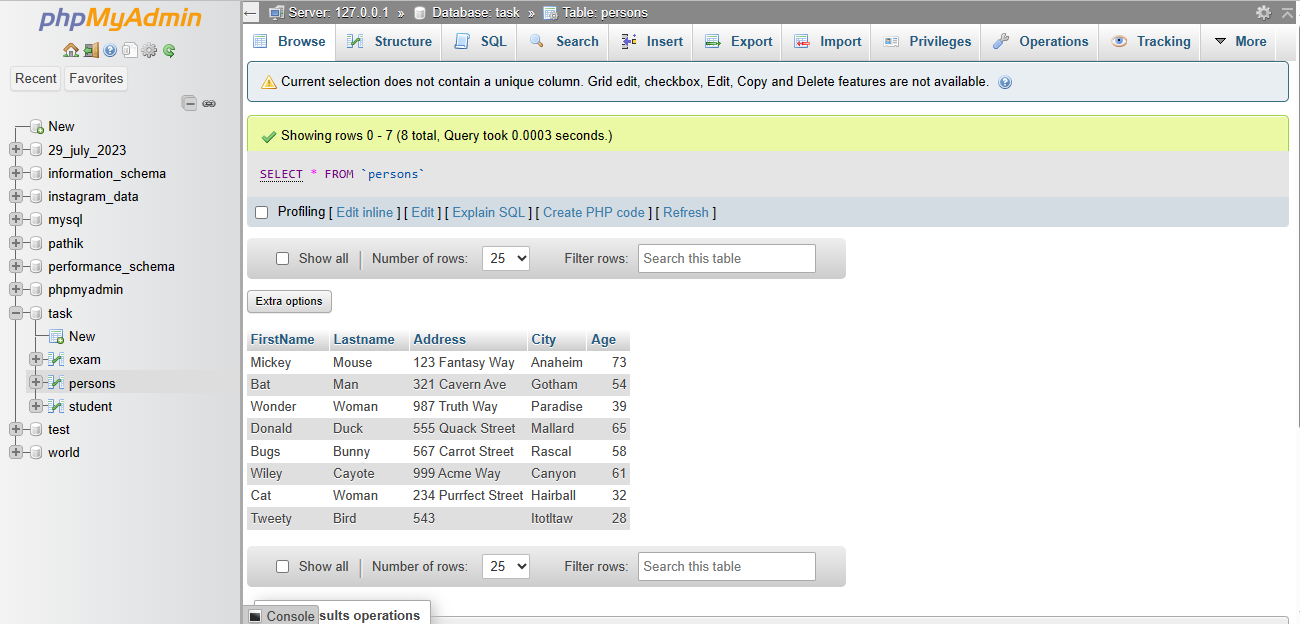 phpMyAdmin
Recent Favorites
New
29_july_2023
information_schema
instagram_data
mysql
pathik
performance_schema
phpmyadmin
task
New
exam
persons
student
test
world
Server: 127.0.0.1 » Database: task » Table: persons
Browse Structure SQL Search Insert Export Import Privileges Operations Tracking More
Current selection does not contain a unique column. Grid edit, checkbox, Edit, Copy and Delete features are not available.
Showing rows 0 - 7 (8 total, Query took 0.0003 seconds.)
SELECT * FROM `persons`
Profiling [ Edit inline ] [ Edit ] [ Explain SQL ] [ Create PHP code ] [ Refresh ]
Show all Number of rows: 25 Filter rows: Search this table
Extra options
FirstName Lastname Address City Age
Mickey Mouse 123 Fantasy Way Anaheim 73
Bat Man 321 Cavern Ave Gotham 54
Wonder Woman 987 Truth Way Paradise 39
Donald Duck 555 Quack Street Mallard 65
Bugs Bunny 567 Carrot Street Rascal 58
Wiley Cayote 999 Acme Way Canyon 61
Cat Woman 234 Purrfect Street Hairball 32
Tweety Bird 543 Itotltaw 28
Show all Number of rows: 25 Filter rows: Search this table
Console sults operations